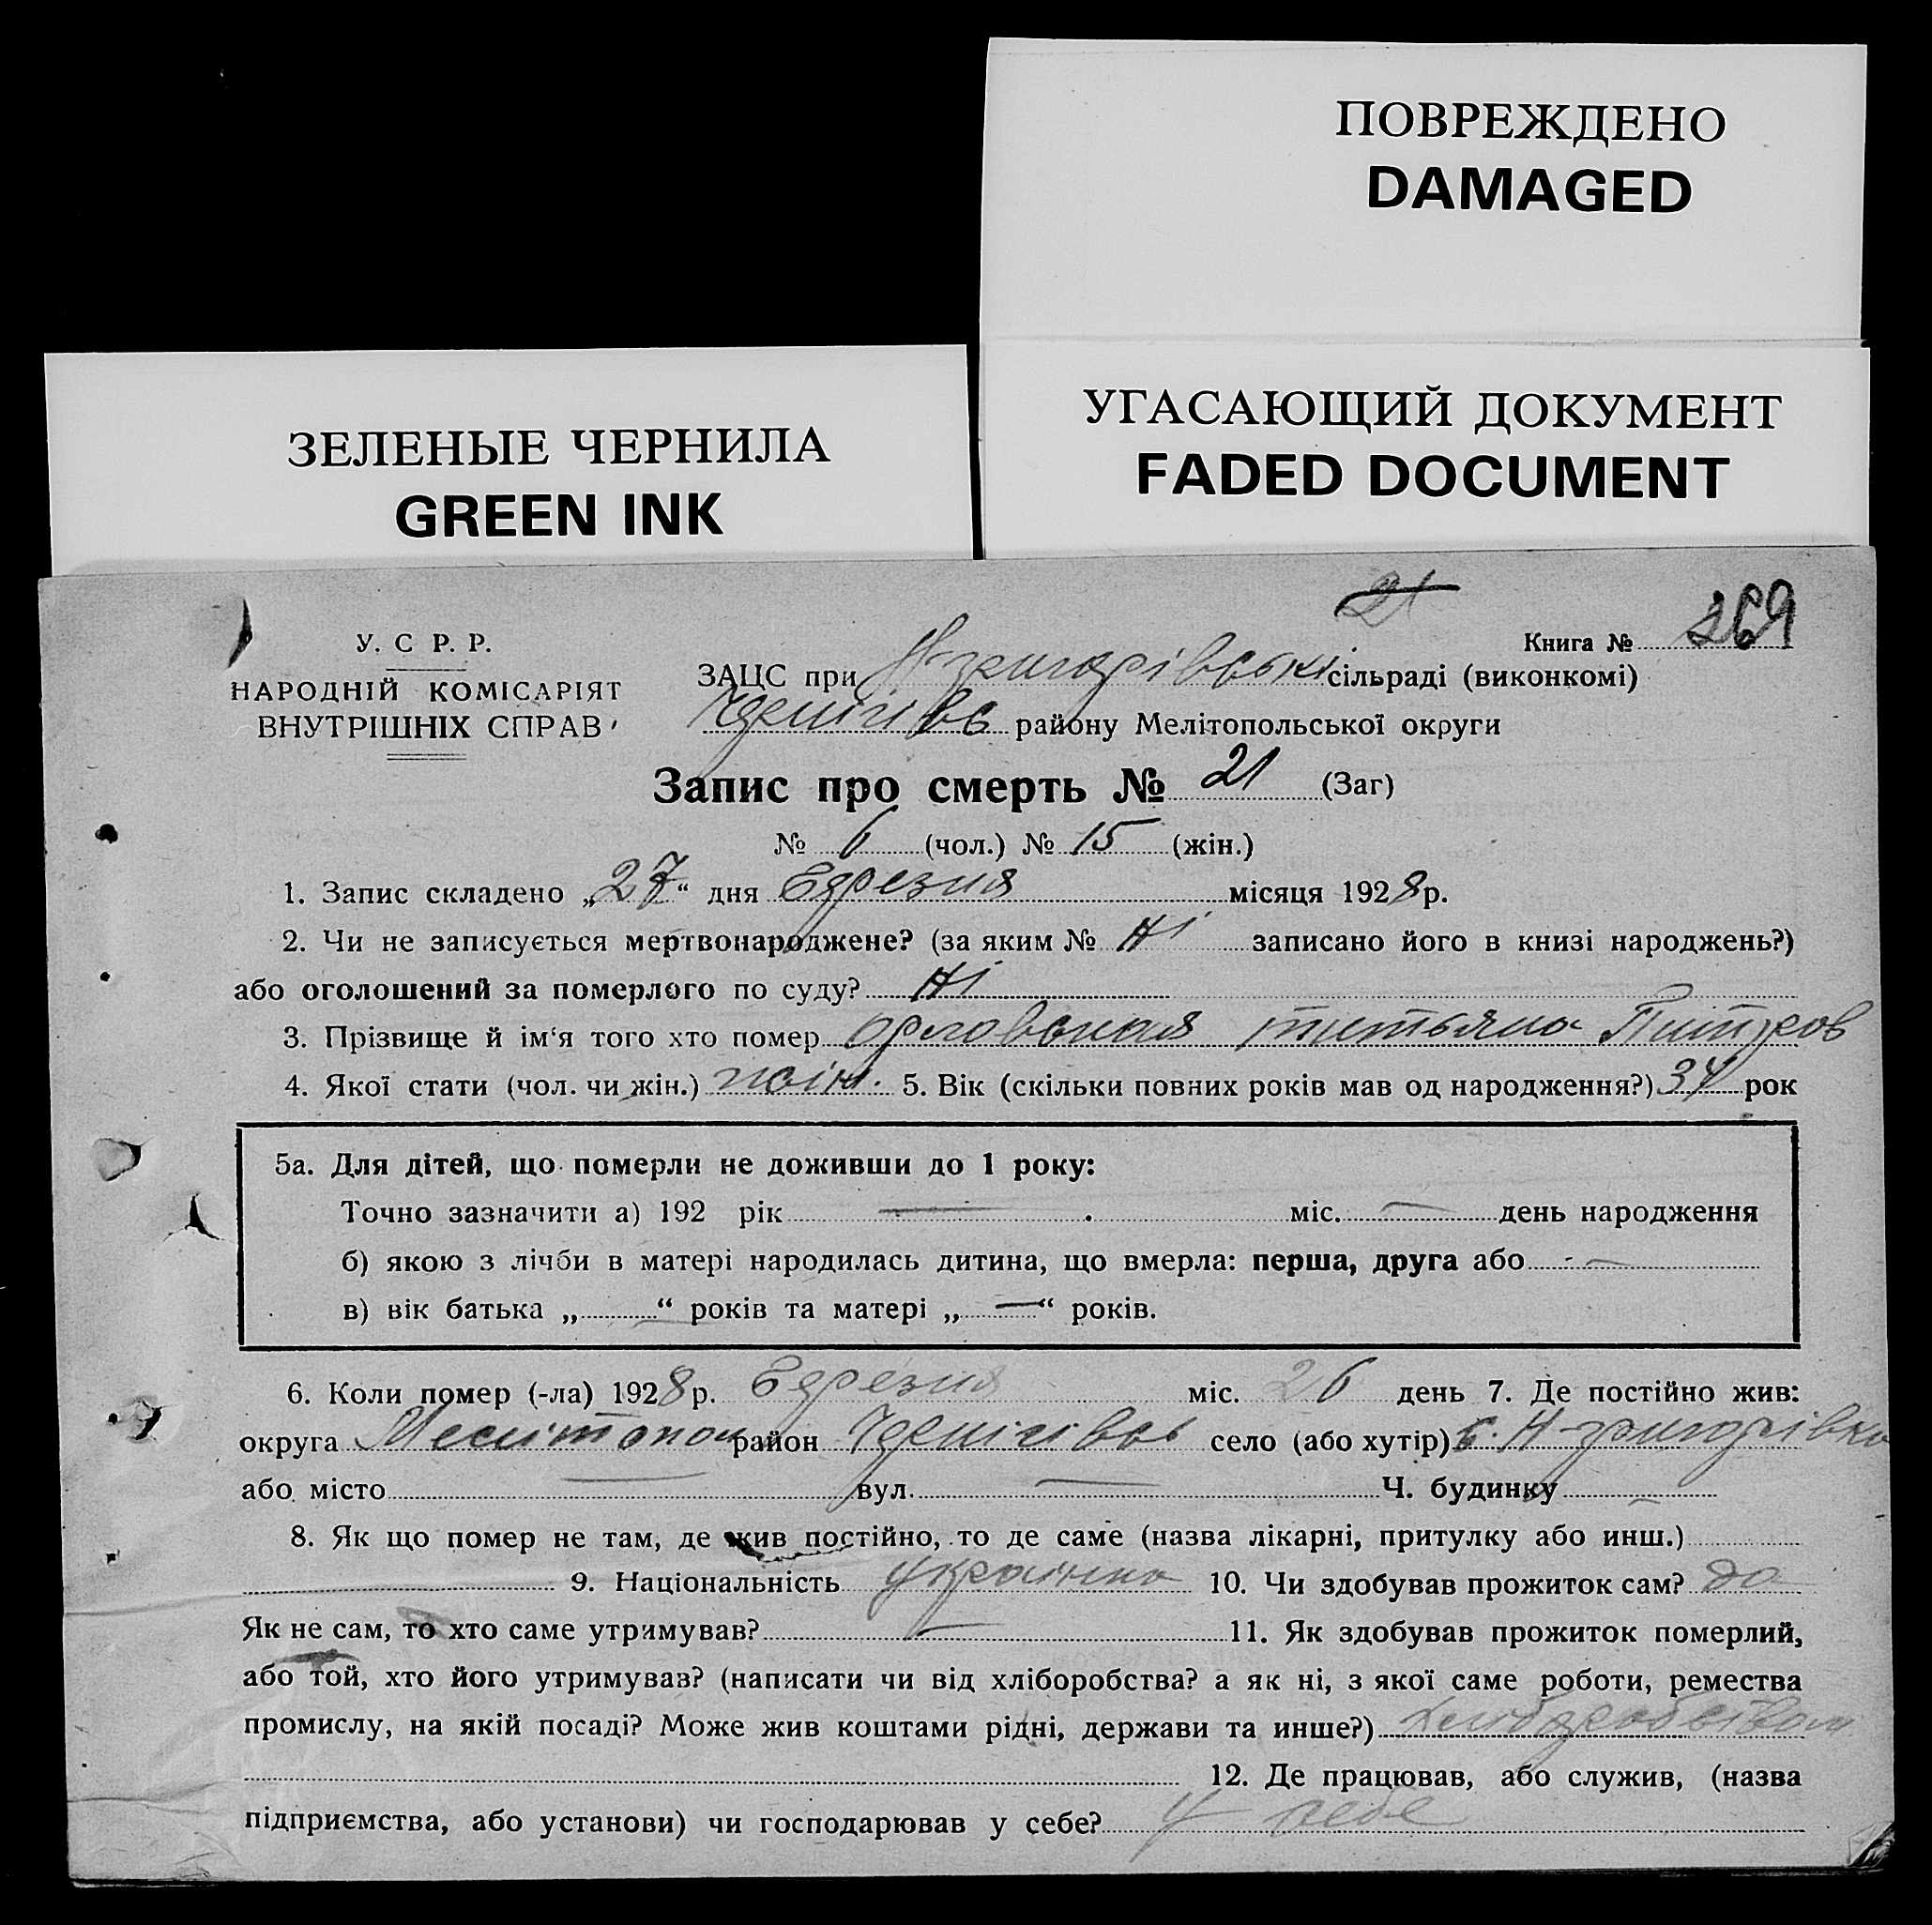 ПОВРЕЖДЕНО
DAMAGED
УГАСАЮЩИЙ ДОКУМЕНТ
FADED DOCUMENT
ЗЕЛЕНЫЕ ЧЕРНИЛА
GREEN INK
21
У. С Р. Р.
НАРОДНІЙ КОМІСАРІЯТ
ВНУТРІШНІХ СПРАВ
Книга № 269
ЗАЦС при сільраді (виконкомі)
району Мелітопольської округи
Запис про смерть № 21 (Заг)
№ 6 (чол.) № 15 (жін.)
1. Запис складено „27“ дня Березня місяця 1928 р.
2. Чи не записується мертвонароджене? (за яким № Ні записано його в книзі народжень?)
або оголошений за померлого по суду? Ні
3. Прізвище й ім‘я того хто помер
4. Якої стати (чол. чи жін.) жін. 5. Вік (скільки повних років мав од народження?) 34 рок
5а. Для дітей, що померли не доживши до 1 року:
Точно зазначити а) 192 рік — міс. — день народження
б) якою з лічби в матері народилась дитина, що вмерла: перша, друга або —
в) вік батька „—“ років та матері „—“ років.
6. Коли помер (-ла) 1928 р. Березня міс. 26 день 7. Де постійно жив:
округа Мелітопол район село (або хутір) с. Н-григорівка
або місто — вул. — Ч. будинку —
8. Як що помер не там, де жив постійно, то де саме (назва лікарні, притулку або инш.)
9. Національність українка 10. Чи здобував прожиток сам? да
Як не сам, то хто саме утримував? — 11. Як здобував прожиток померлий,
або той, хто його утримував? (написати чи від хліборобства? а як ні, з якої саме роботи, ремества
промислу, на якій посаді? Може жив коштами рідні, держави та инше?)
12. Де працював, або служив, (назва
підприємства, або установи) чи господарював у себе? У себе